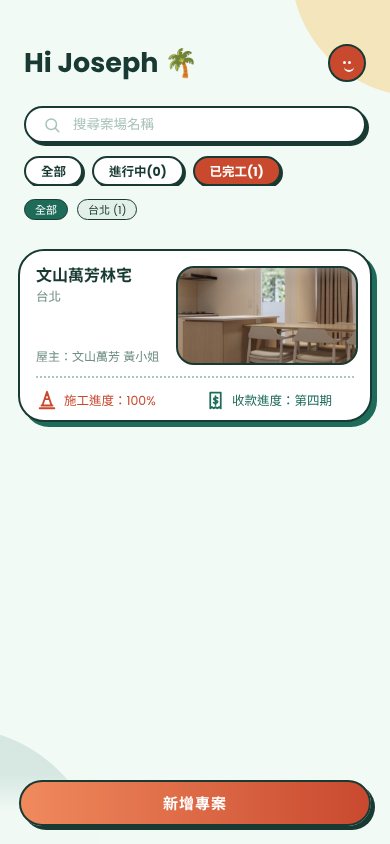 Hi Joseph 🌴
搜尋案場名稱
全部 進行中(0) 已完工(1)
全部 台北 (1)
文山萬芳林宅
台北
屋主：文山萬芳 黃小姐
施工進度：100% 收款進度：第四期
新增專案